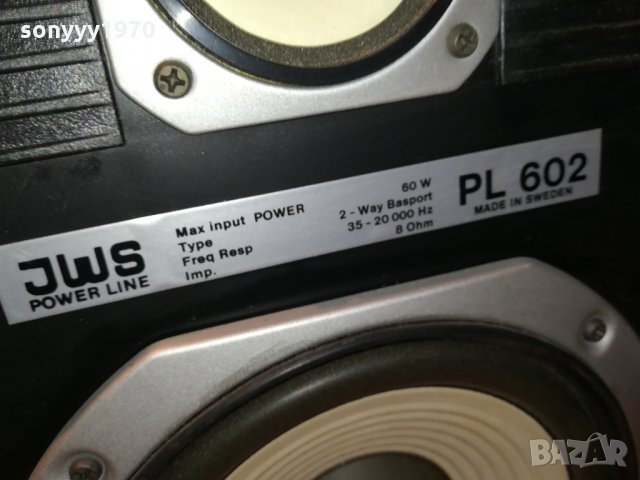 sonyyy1970
JWS
POWER LINE
Max input POWER 60 W
Type 2 - Way Basport
Freq Resp 35 - 20 000 Hz
Imp. 8 Ohm
PL 602
MADE IN SWEDEN
BAZAR